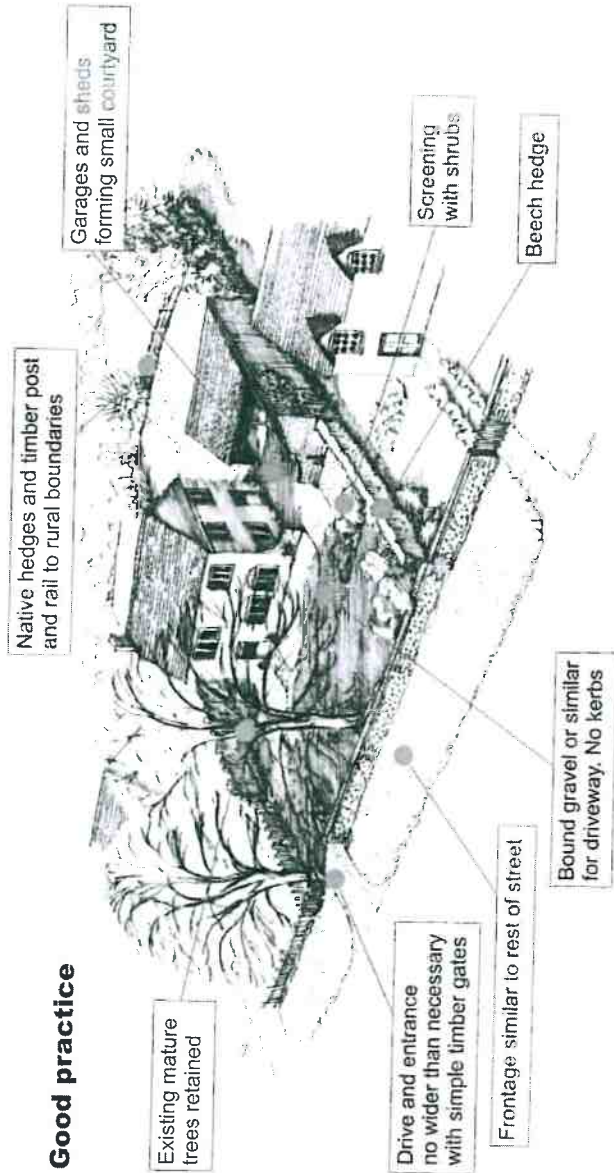 Good practice
Existing mature
trees retained
Native hedges and timber post
and rail to rural boundaries
Garages and sheds
forming small courtyard
Drive and entrance
no wider than necessary
with simple timber gates
Frontage similar to rest of street
Bound gravel or similar
for driveway. No kerbs
Screening
with shrubs
Beech hedge